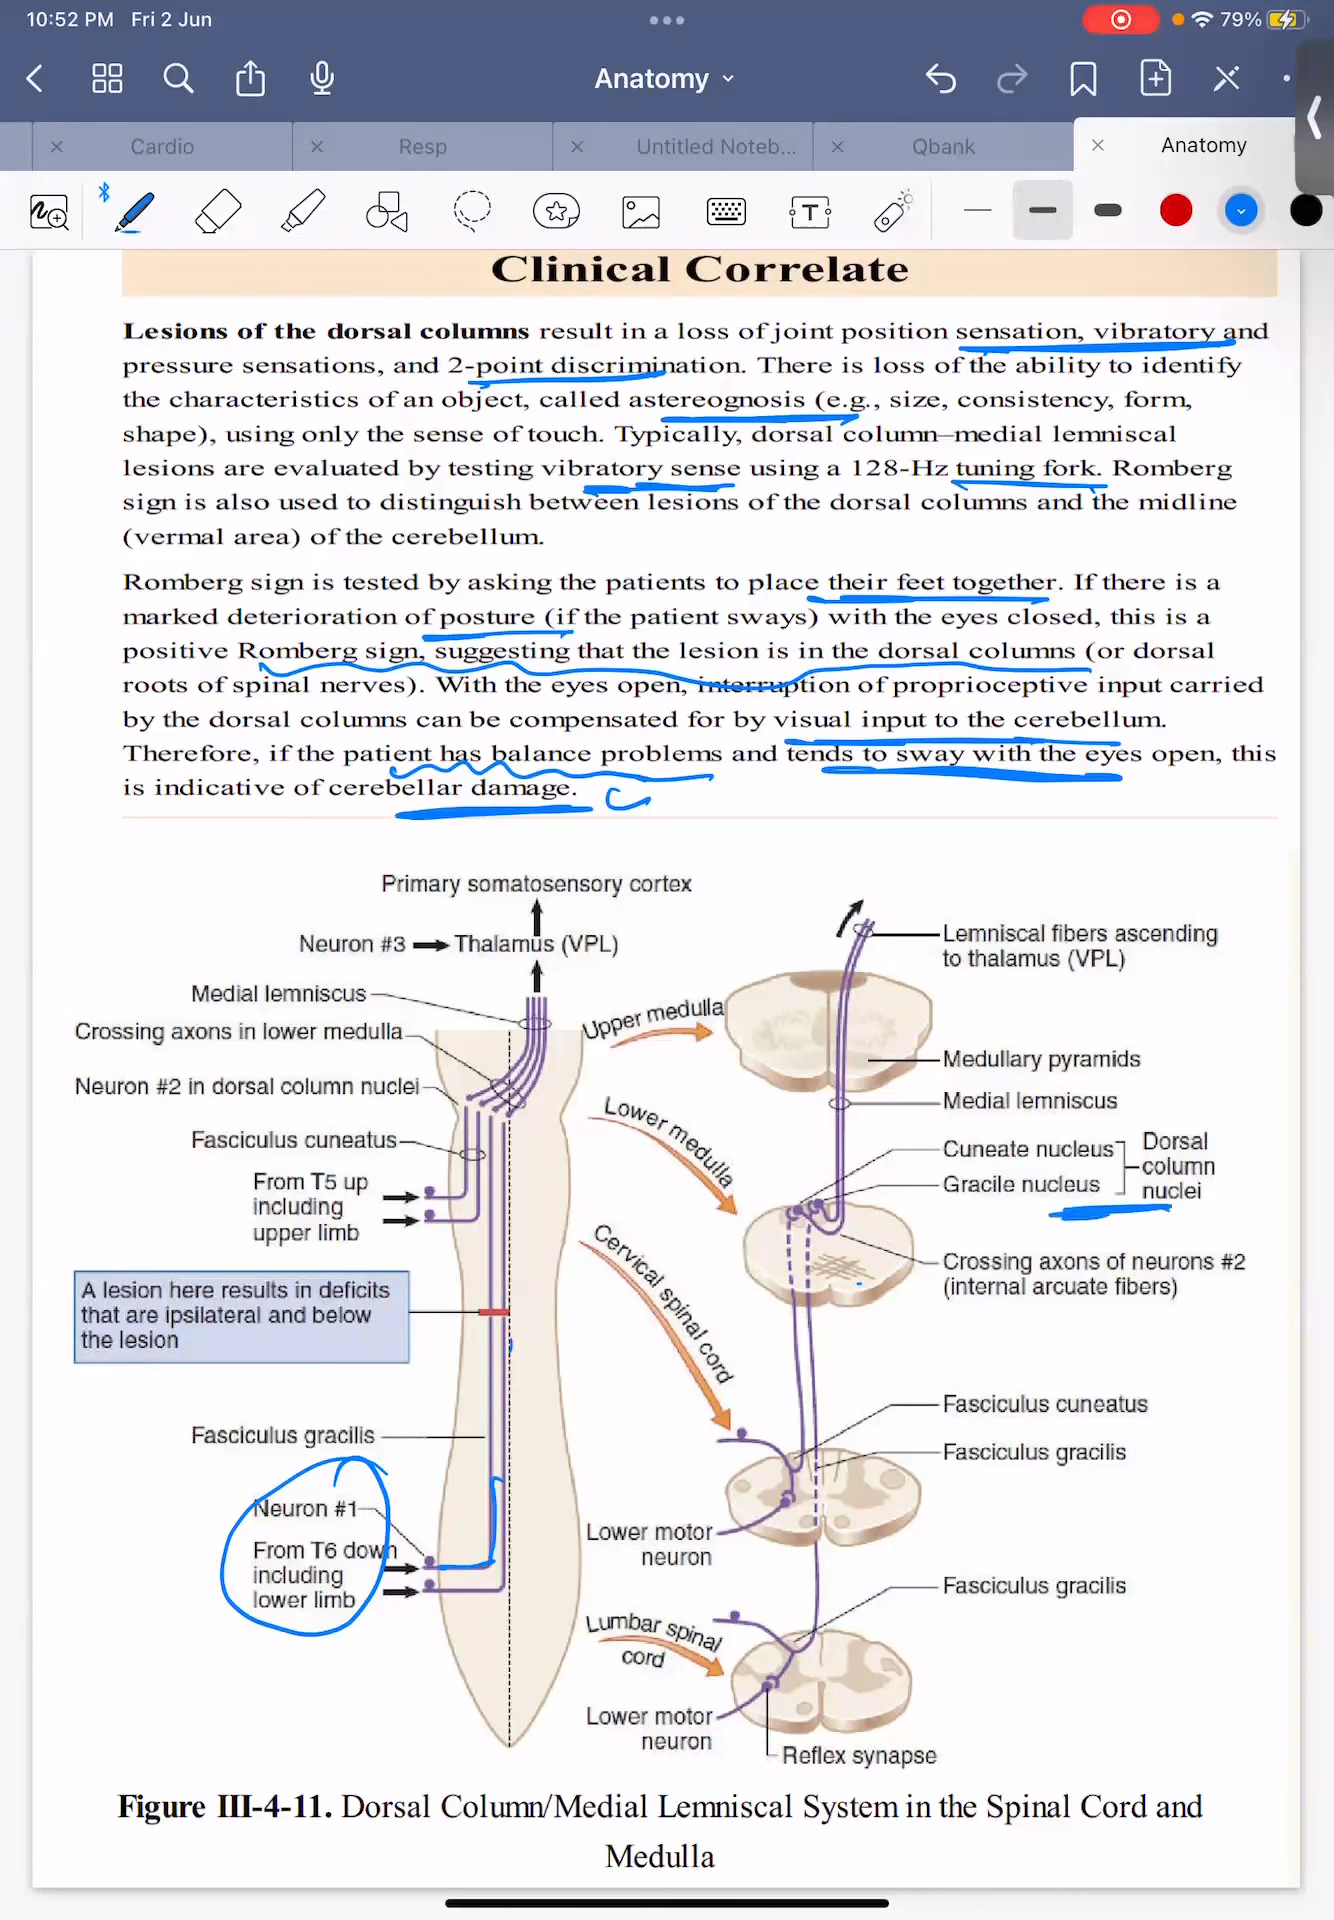 10:52 PM Fri 2 Jun
79%
Anatomy
Cardio
Resp
Untitled Noteb...
Qbank
Anatomy
T
Clinical Correlate
Lesions of the dorsal columns result in a loss of joint position sensation, vibratory and
pressure sensations, and 2-point discrimination. There is loss of the ability to identify
the characteristics of an object, called astereognosis (e.g., size, consistency, form,
shape), using only the sense of touch. Typically, dorsal column–medial lemniscal
lesions are evaluated by testing vibratory sense using a 128-Hz tuning fork. Romberg
sign is also used to distinguish between lesions of the dorsal columns and the midline
(vermal area) of the cerebellum.
Romberg sign is tested by asking the patients to place their feet together. If there is a
marked deterioration of posture (if the patient sways) with the eyes closed, this is a
positive Romberg sign, suggesting that the lesion is in the dorsal columns (or dorsal
roots of spinal nerves). With the eyes open, interruption of proprioceptive input carried
by the dorsal columns can be compensated for by visual input to the cerebellum.
Therefore, if the patient has balance problems and tends to sway with the eyes open, this
is indicative of cerebellar damage.
Primary somatosensory cortex
Neuron #3
Thalamus (VPL)
Medial lemniscus
Crossing axons in lower medulla
Neuron #2 in dorsal column nuclei
Fasciculus cuneatus
From T5 up
including
upper limb
A lesion here results in deficits
that are ipsilateral and below
the lesion
Fasciculus gracilis
Neuron #1
From T6 down
including
lower limb
Upper medulla
Lower medulla
Cervical spinal cord
Lumbar spinal
cord
Lemniscal fibers ascending
to thalamus (VPL)
Medullary pyramids
Medial lemniscus
Cuneate nucleus
Gracile nucleus
Dorsal
column
nuclei
Crossing axons of neurons #2
(internal arcuate fibers)
Fasciculus cuneatus
Fasciculus gracilis
Lower motor
neuron
Fasciculus gracilis
Lower motor
neuron
Reflex synapse
Figure III-4-11. Dorsal Column/Medial Lemniscal System in the Spinal Cord and
Medulla